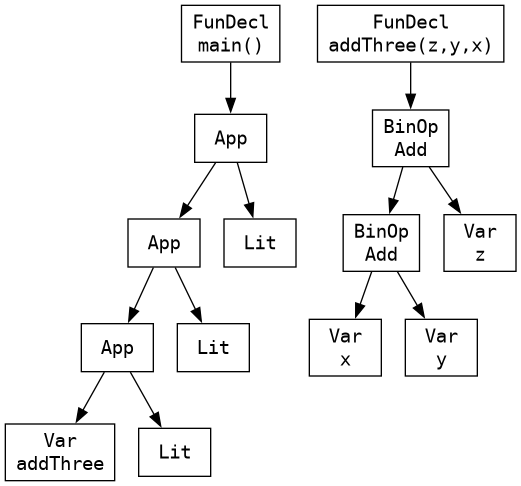 FunDecl
main()
FunDecl
addThree(z,y,x)
App
BinOp
Add
App
Lit
BinOp
Add
Var
z
App
Lit
Var
x
Var
y
Var
addThree
Lit